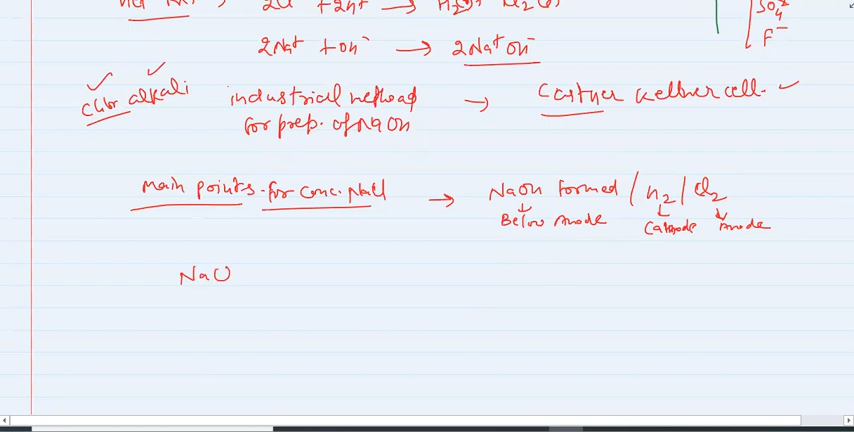 2Na⁺ + OH⁻ → 2Na⁺OH⁻
SO₄²⁻
F⁻
chlor alkali industrial method → Castner Kellner cell.
for prep. of NaOH
Main points for conc. NaCl → NaOH formed / H₂ / Cl₂
Below Anode Cathode Anode
NaO